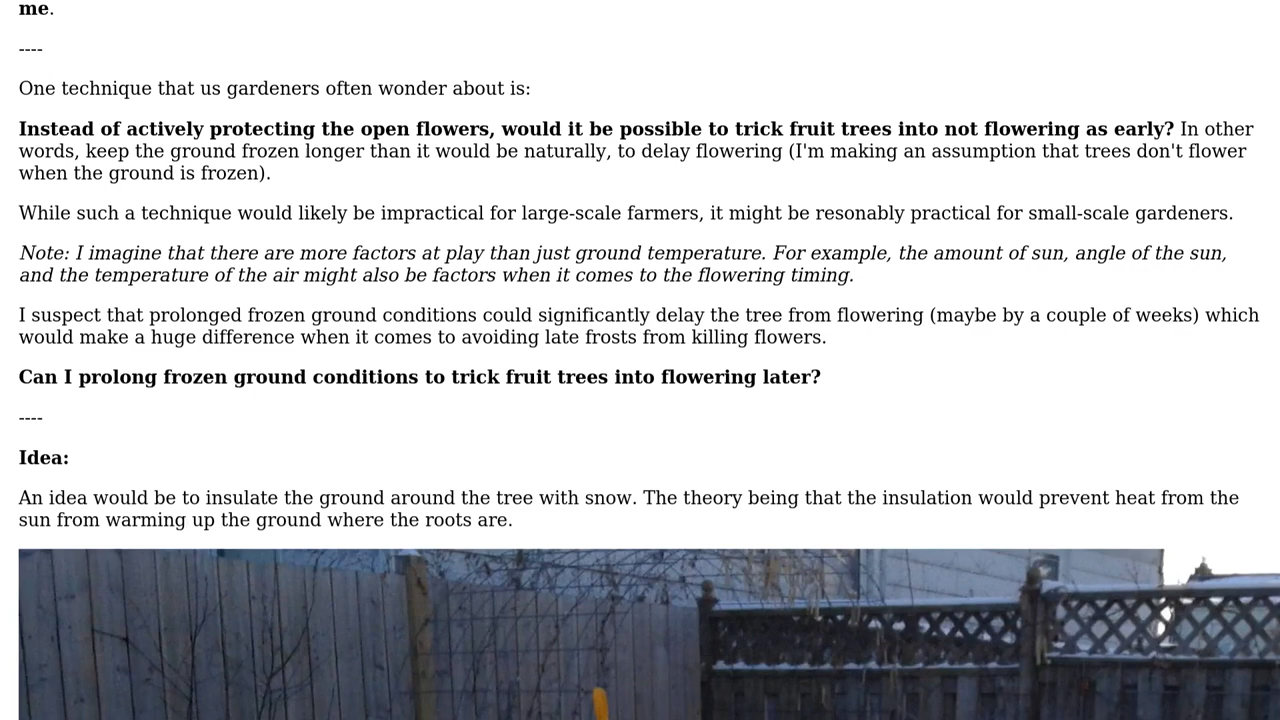 me.
----
One technique that us gardeners often wonder about is:
Instead of actively protecting the open flowers, would it be possible to trick fruit trees into not flowering as early? In other
words, keep the ground frozen longer than it would be naturally, to delay flowering (I'm making an assumption that trees don't flower
when the ground is frozen).
While such a technique would likely be impractical for large-scale farmers, it might be resonably practical for small-scale gardeners.
Note: I imagine that there are more factors at play than just ground temperature. For example, the amount of sun, angle of the sun,
and the temperature of the air might also be factors when it comes to the flowering timing.
I suspect that prolonged frozen ground conditions could significantly delay the tree from flowering (maybe by a couple of weeks) which
would make a huge difference when it comes to avoiding late frosts from killing flowers.
Can I prolong frozen ground conditions to trick fruit trees into flowering later?
----
Idea:
An idea would be to insulate the ground around the tree with snow. The theory being that the insulation would prevent heat from the
sun from warming up the ground where the roots are.